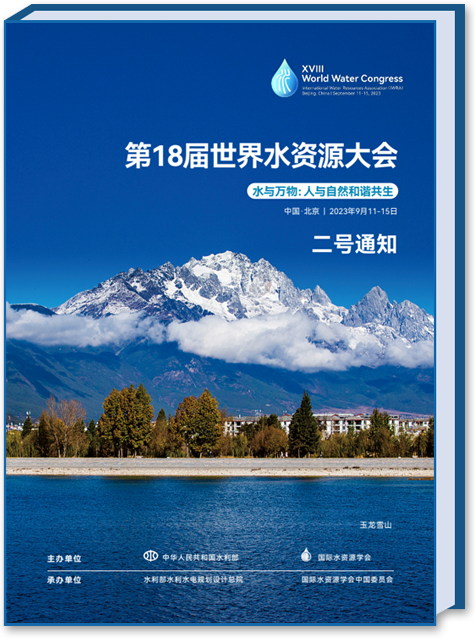 XVIII
World Water Congress
International Water Resources Association (IWRA)
Beijing, China | September 11-15, 2023
第18届世界水资源大会
水与万物:人与自然和谐共生
中国·北京 | 2023年9月11-15日
二号通知
玉龙雪山
主办单位 中华人民共和国水利部 国际水资源学会
承办单位 水利部水利水电规划设计总院 国际水资源学会中国委员会